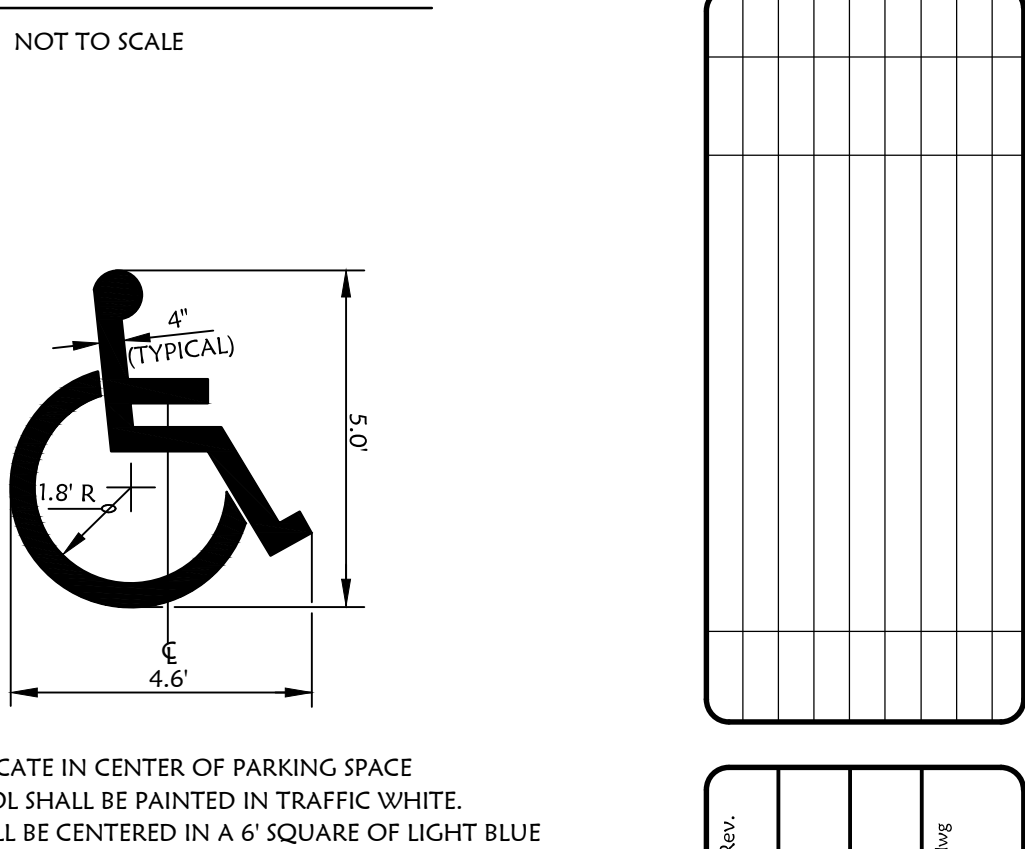 NOT TO SCALE
4"
(TYPICAL)
5.0'
1.8' R
℄
4.6'
CATE IN CENTER OF PARKING SPACE
OL SHALL BE PAINTED IN TRAFFIC WHITE.
LL BE CENTERED IN A 6' SQUARE OF LIGHT BLUE
Rev.
dwg